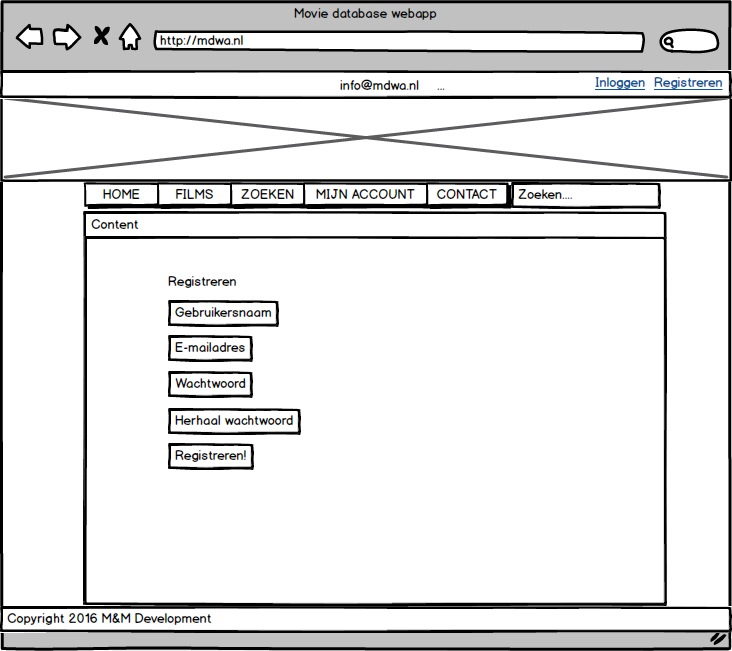 Movie database webapp
http://mdwa.nl
info@mdwa.nl ... Inloggen Registreren
HOME FILMS ZOEKEN MIJN ACCOUNT CONTACT Zoeken....
Content
Registreren
Gebruikersnaam
E-mailadres
Wachtwoord
Herhaal wachtwoord
Registreren!
Copyright 2016 M&M Development